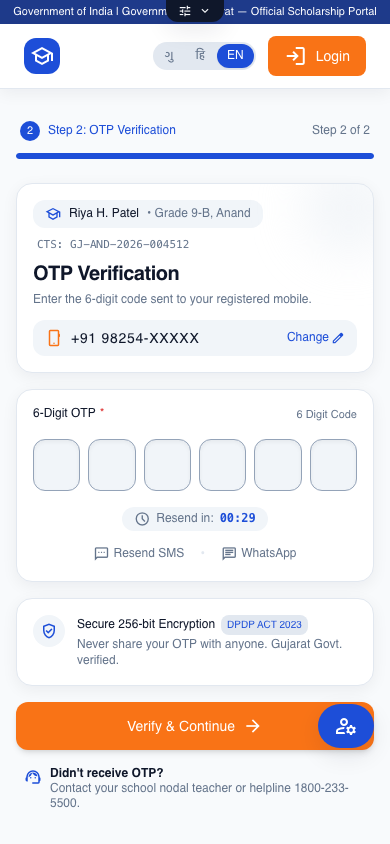 Government of India | Governm at — Official Scholarship Portal
ગુ हि EN Login
2 Step 2: OTP Verification Step 2 of 2
Riya H. Patel • Grade 9-B, Anand
CTS: GJ-AND-2026-004512
OTP Verification
Enter the 6-digit code sent to your registered mobile.
+91 98254-XXXXX Change
6-Digit OTP * 6 Digit Code
Resend in: 00:29
Resend SMS • WhatsApp
Secure 256-bit Encryption DPDP ACT 2023
Never share your OTP with anyone. Gujarat Govt.
verified.
Verify & Continue
Didn't receive OTP?
Contact your school nodal teacher or helpline 1800-233-
5500.